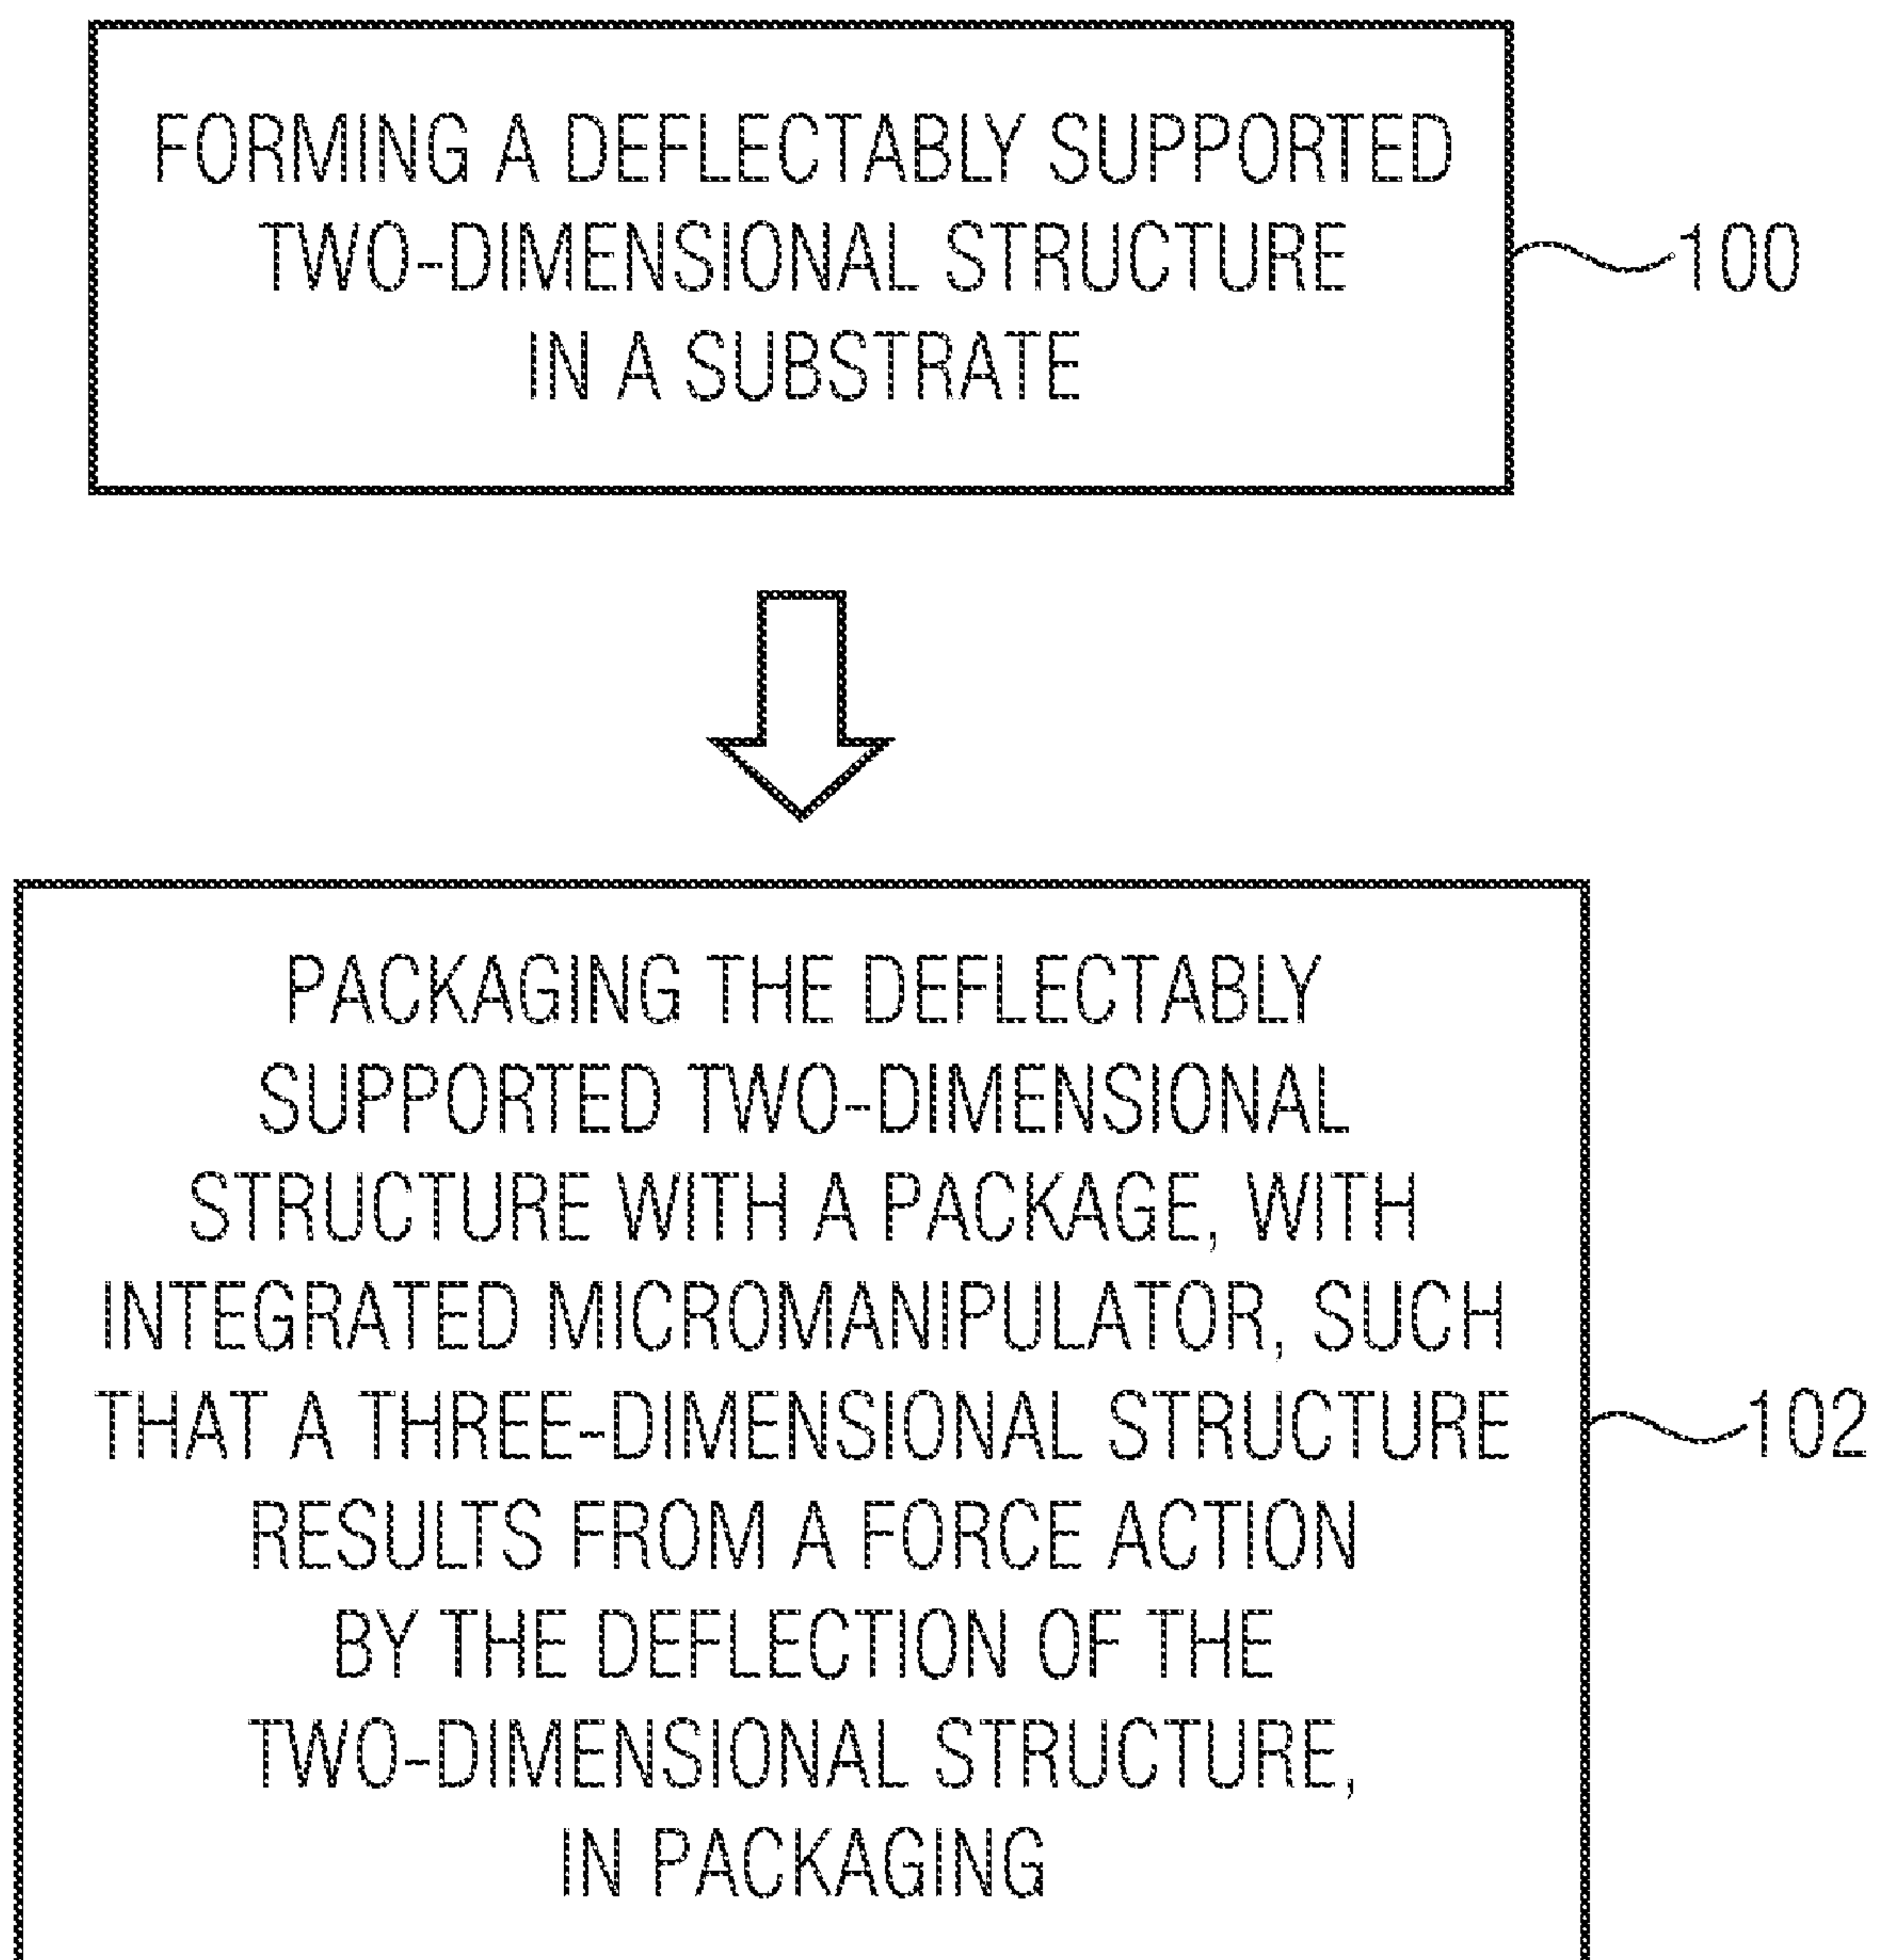 FORMING A DEFLECTABLY SUPPORTED
TWO-DIMENSIONAL STRUCTURE
IN A SUBSTRATE
100
PACKAGING THE DEFLECTABLY
SUPPORTED TWO-DIMENSIONAL
STRUCTURE WITH A PACKAGE, WITH
INTEGRATED MICROMANIPULATOR, SUCH
THAT A THREE-DIMENSIONAL STRUCTURE
RESULTS FROM A FORCE ACTION
BY THE DEFLECTION OF THE
TWO-DIMENSIONAL STRUCTURE,
IN PACKAGING
102